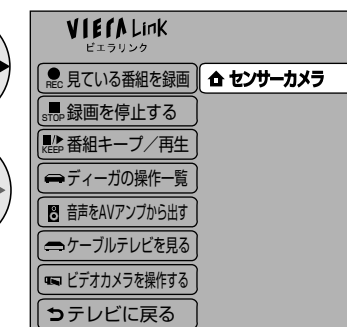 VIERA Link
ビエラリンク
REC 見ている番組を録画
センサーカメラ
STOP 録画を停止する
KEEP 番組キープ／再生
ディーガの操作一覧
音声をAVアンプから出す
ケーブルテレビを見る
ビデオカメラを操作する
テレビに戻る